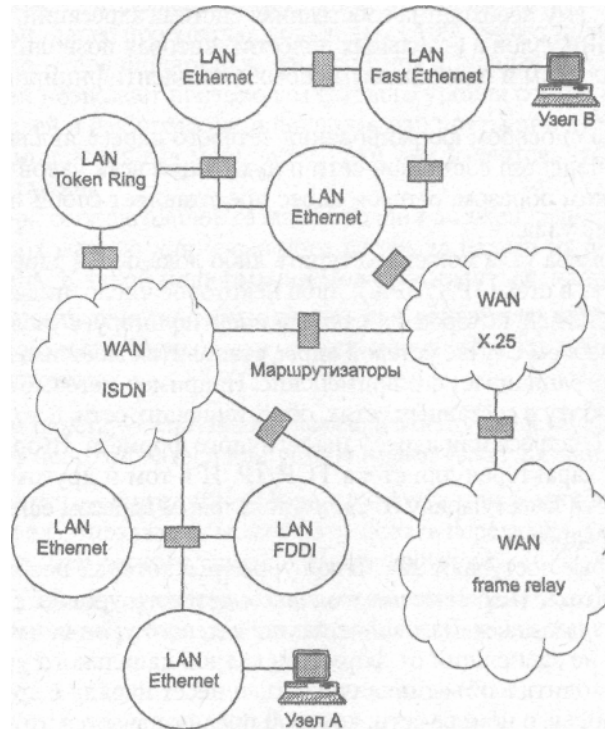 LAN
Ethernet
LAN
Fast Ethernet
Узел B
LAN
Token Ring
LAN
Ethernet
WAN
X.25
WAN
ISDN
Маршрутизаторы
LAN
Ethernet
LAN
FDDI
WAN
frame relay
LAN
Ethernet
Узел A